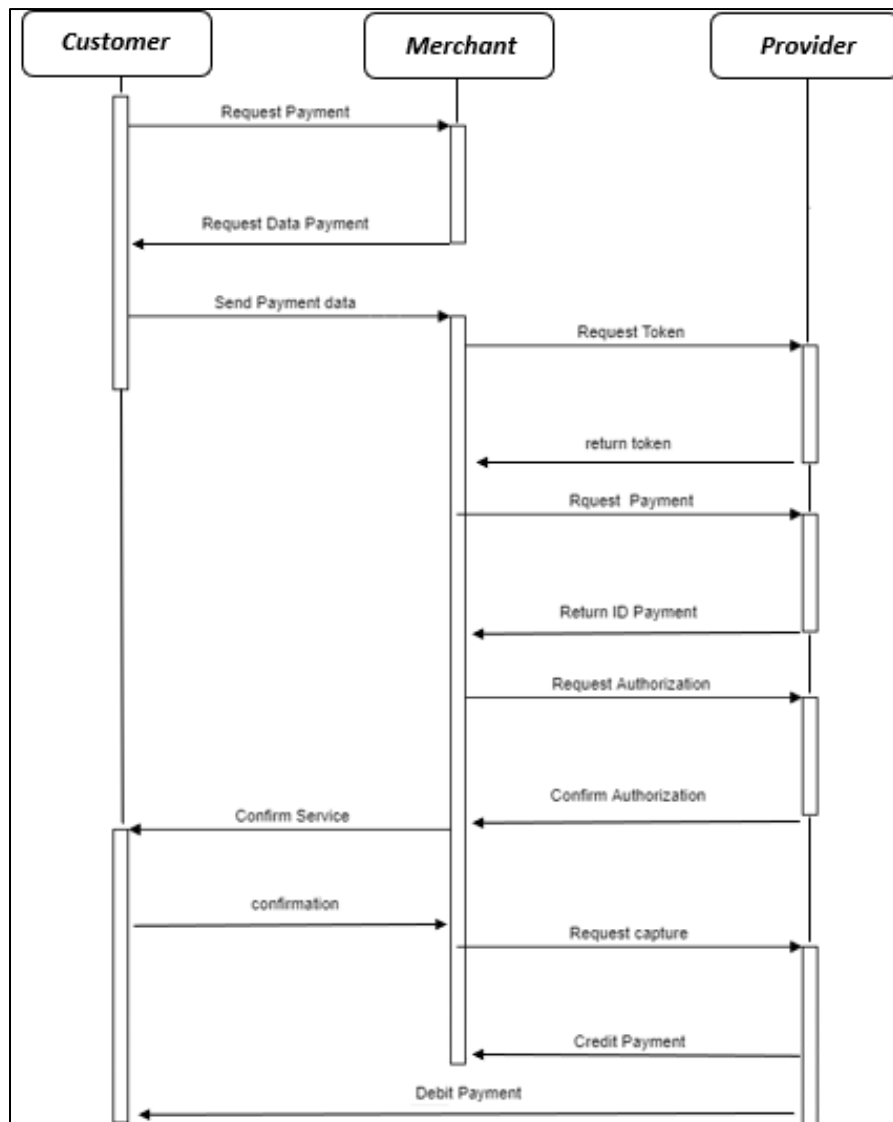 Customer
Merchant
Provider
Request Payment
Request Data Payment
Send Payment data
Request Token
return token
Rquest Payment
Return ID Payment
Request Authorization
Confirm Authorization
Confirm Service
confirmation
Request capture
Credit Payment
Debit Payment